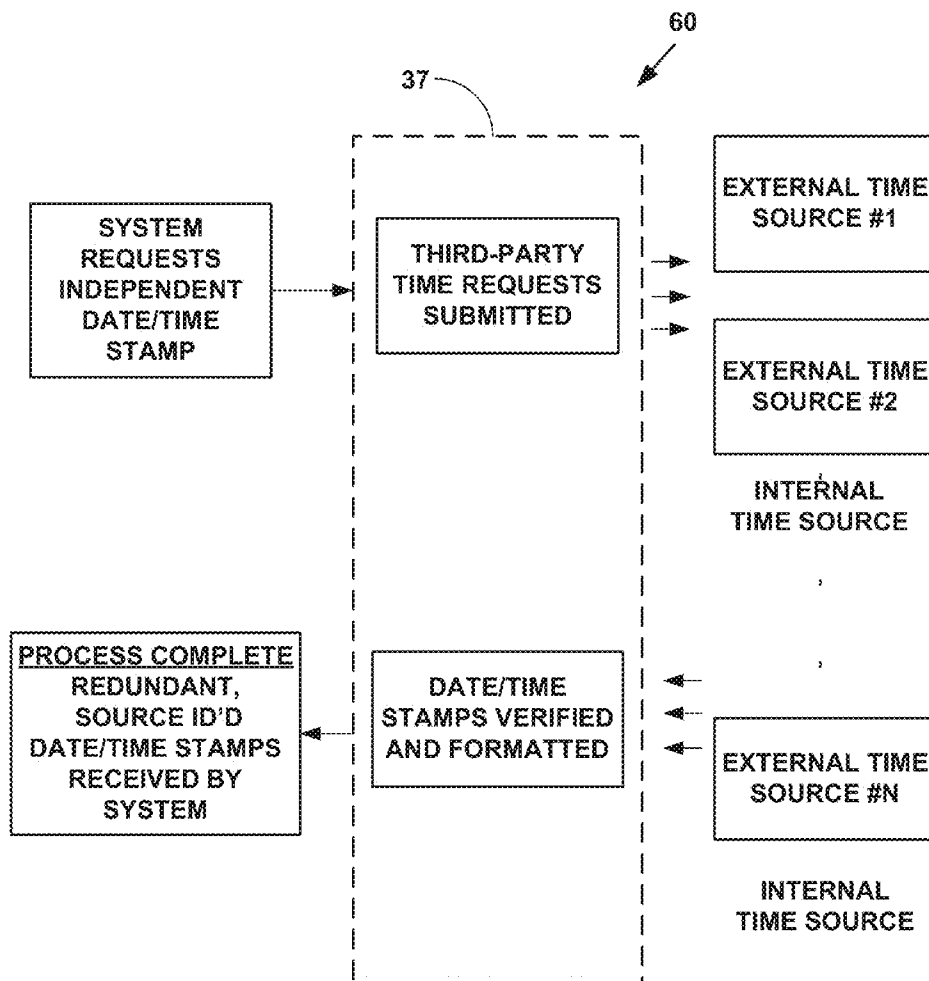 60
37
SYSTEM
REQUESTS
INDEPENDENT
DATE/TIME
STAMP
THIRD-PARTY
TIME REQUESTS
SUBMITTED
EXTERNAL TIME
SOURCE #1
EXTERNAL TIME
SOURCE #2
INTERNAL
TIME SOURCE
PROCESS COMPLETE
REDUNDANT,
SOURCE ID'D
DATE/TIME STAMPS
RECEIVED BY
SYSTEM
DATE/TIME
STAMPS VERIFIED
AND FORMATTED
EXTERNAL TIME
SOURCE #N
INTERNAL
TIME SOURCE